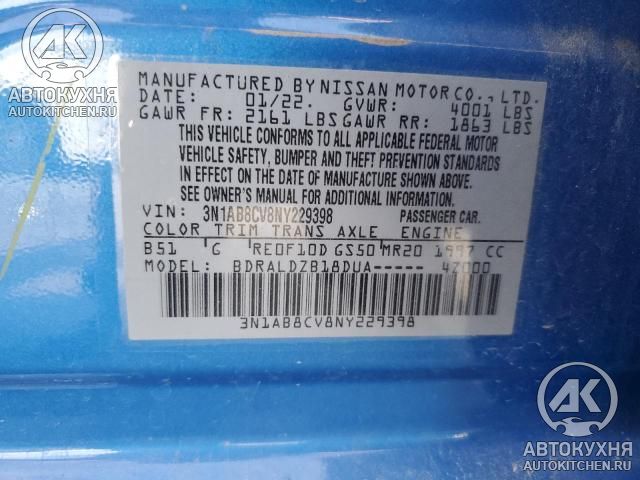 АВТОКУХНЯ
AUTOKITCHEN.RU
MANUFACTURED BY NISSAN MOTOR CO., LTD.
DATE: 01/22. GVWR: 4001 LBS
GAWR FR: 2161 LBS GAWR RR: 1863 LBS
THIS VEHICLE CONFORMS TO ALL APPLICABLE FEDERAL MOTOR
VEHICLE SAFETY, BUMPER AND THEFT PREVENTION STANDARDS
IN EFFECT ON THE DATE OF MANUFACTURE SHOWN ABOVE.
SEE OWNER'S MANUAL FOR ADDITIONAL INFORMATION.
VIN: 3N1AB8CV8NY229398 PASSENGER CAR.
COLOR TRIM TRANS AXLE ENGINE
B51 G RE0F10D GS50 MR20 1997 CC
MODEL: BDRALDZB18DUA----- 4Z000
3N1AB8CV8NY229398
АВТОКУХНЯ
AUTOKITCHEN.RU